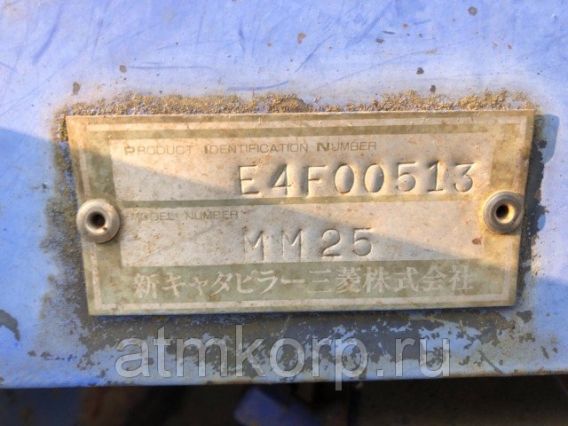 PRODUCT IDENTIFICATION NUMBER
E4F00513
MODEL NUMBER
MM25
新キャタピラー三菱株式会社
atmkorp.ru